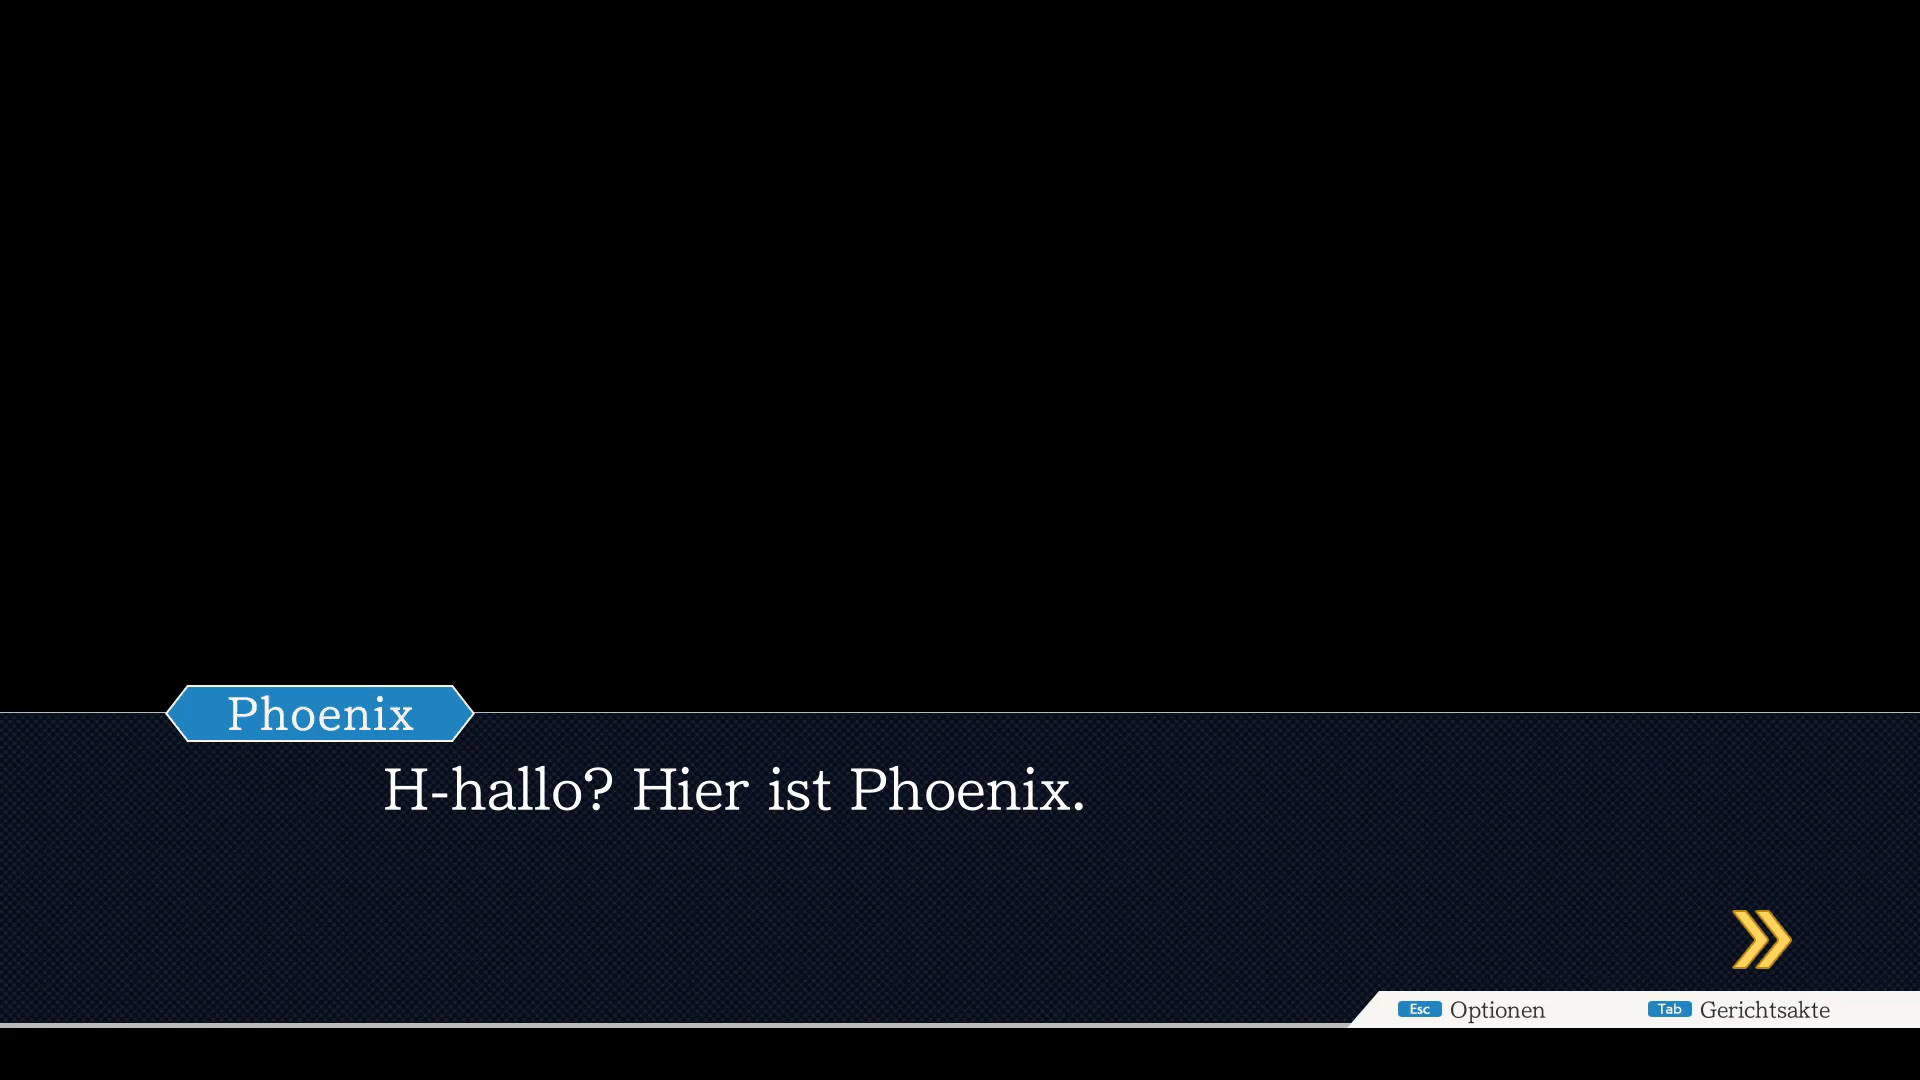 Phoenix
H-hallo? Hier ist Phoenix.
Esc Optionen Tab Gerichtsakte